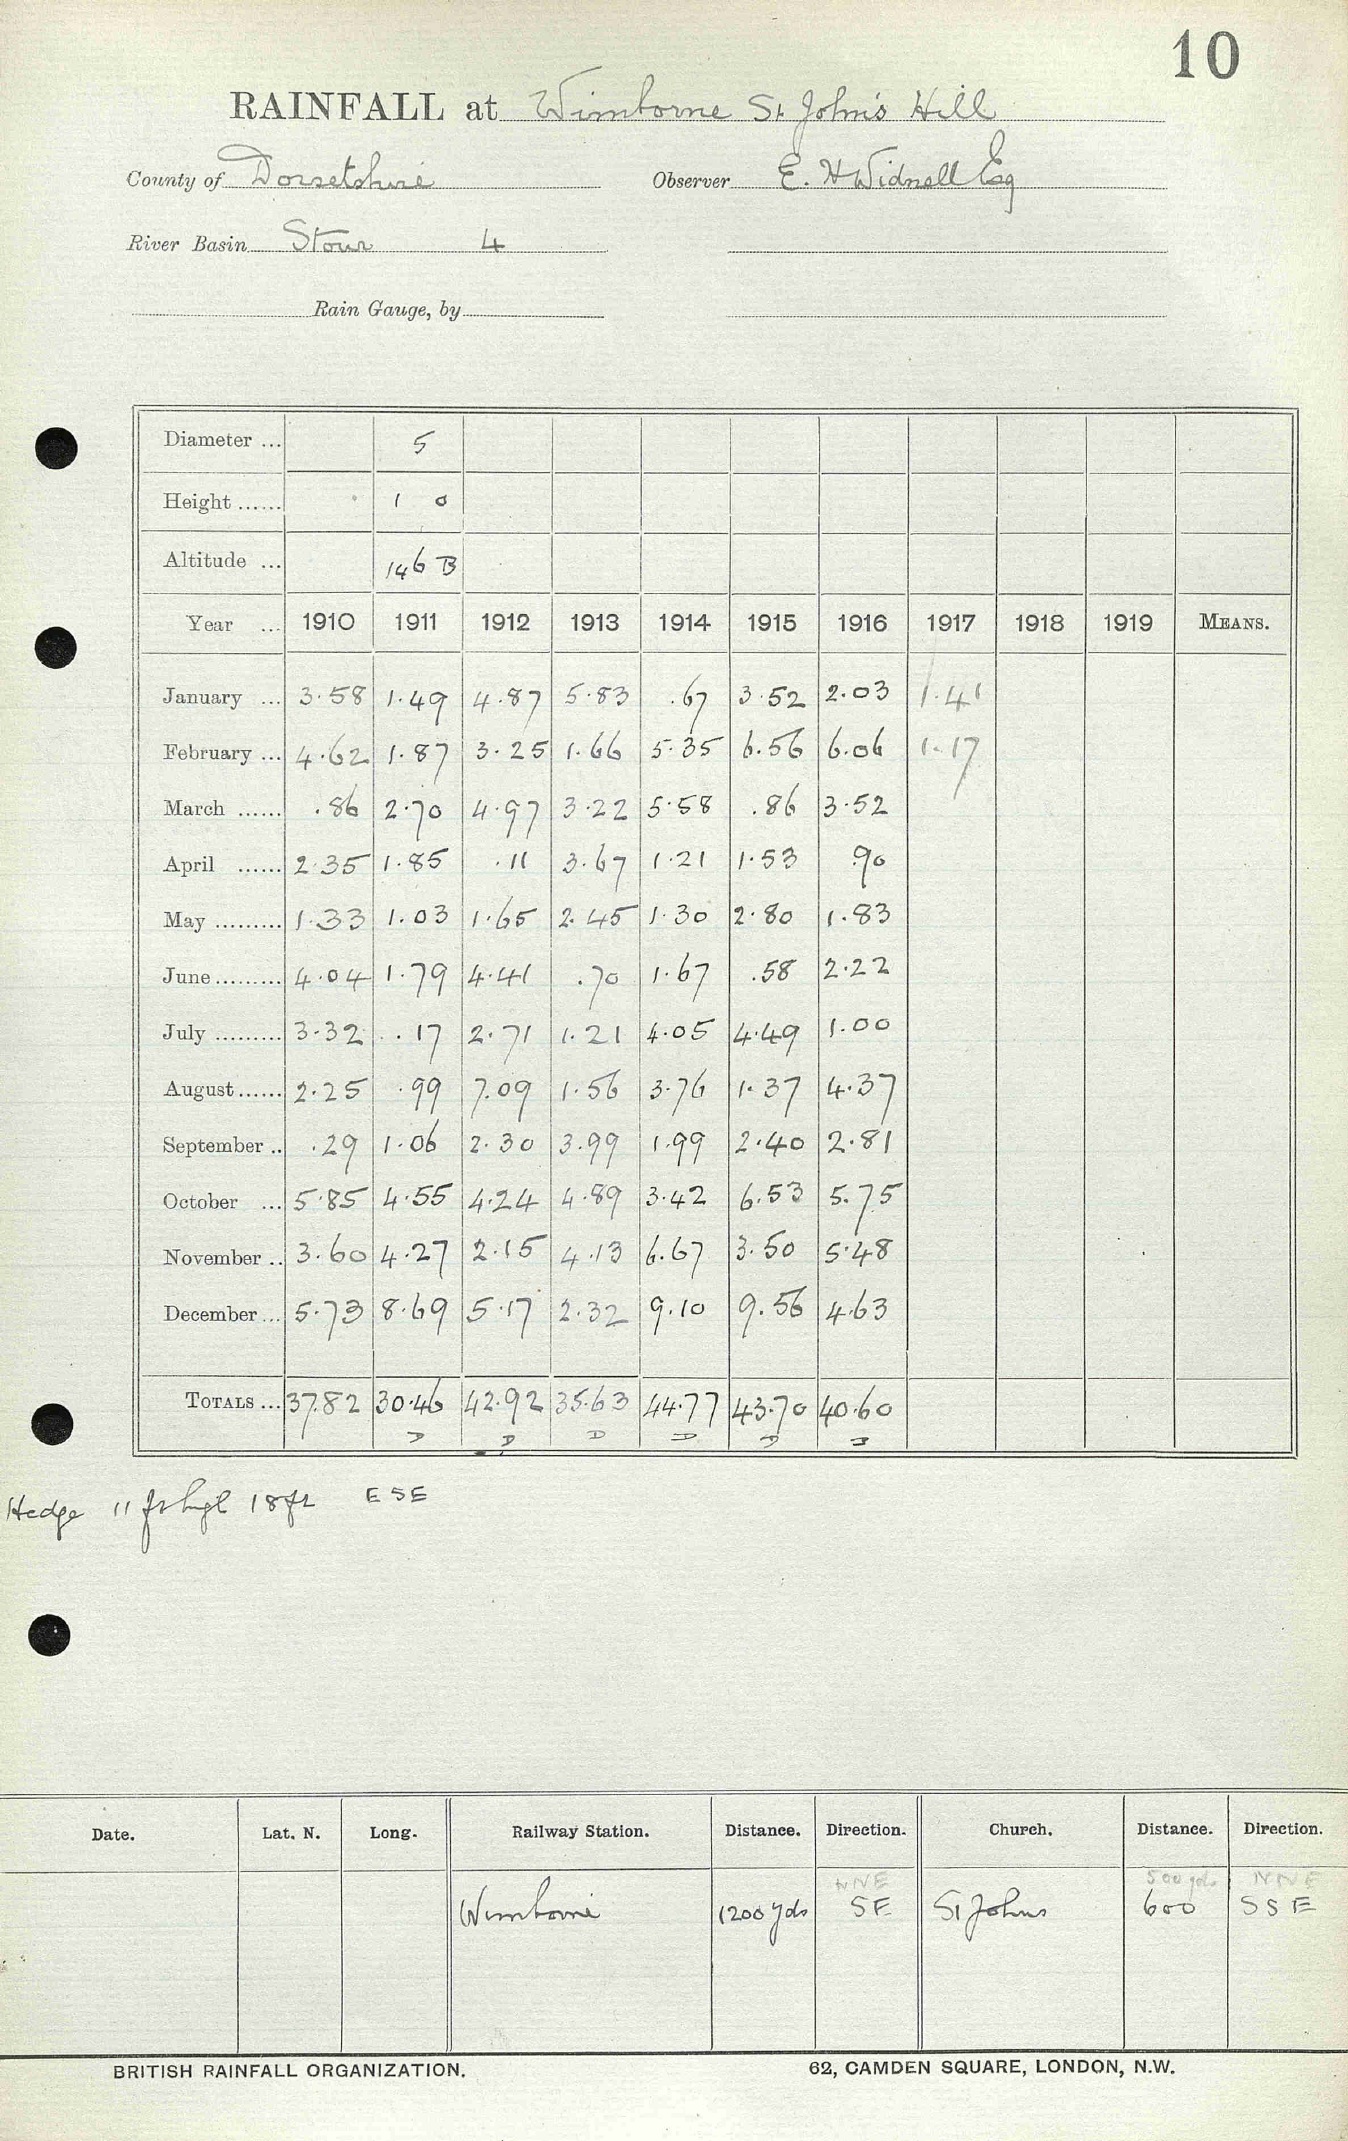 10
RAINFALL at Wimborne St John's Hill
County of Dorsetshire Observer E. H Widnell Esq
River Basin Stour 4
Rain Gauge, by
Diameter ... 5
Height ...... 1 0
Altitude ... 146 B
Year ... 1910 1911 1912 1913 1914 1915 1916 1917 1918 1919 MEANS.
January ... 3.58 1.49 4.87 5.83 .67 3.52 2.03 1.41
February ... 4.62 1.87 3.25 1.66 5.35 6.56 6.06 1.17
March ...... .86 2.70 4.97 3.22 5.58 .86 3.52
April ...... 2.35 1.85 .11 3.67 1.21 1.53 .90
May ......... 1.33 1.03 1.65 2.45 1.30 2.80 1.83
June ......... 4.04 1.79 4.41 .70 1.67 .58 2.22
July ......... 3.32 .17 2.71 1.21 4.05 4.49 1.00
August ...... 2.25 .99 7.09 1.56 3.76 1.37 4.37
September .. .29 1.06 2.30 3.99 1.99 2.40 2.81
October ... 5.85 4.55 4.24 4.89 3.42 6.53 5.75
November .. 3.60 4.27 2.15 4.13 6.67 3.50 5.48
December ... 5.73 8.69 5.17 2.32 9.10 9.56 4.63
TOTALS ... 37.82 30.46 42.92 35.63 44.77 43.70 40.60
D D D D D B
Hedge 11 ft high 18ft ESE
Date. Lat. N. Long. Railway Station. Distance. Direction. Church. Distance. Direction.
NNE 500 yds NNE
Wimborne 1200 yds SE St Johns 600 SSE
BRITISH RAINFALL ORGANIZATION. 62, CAMDEN SQUARE, LONDON, N.W.